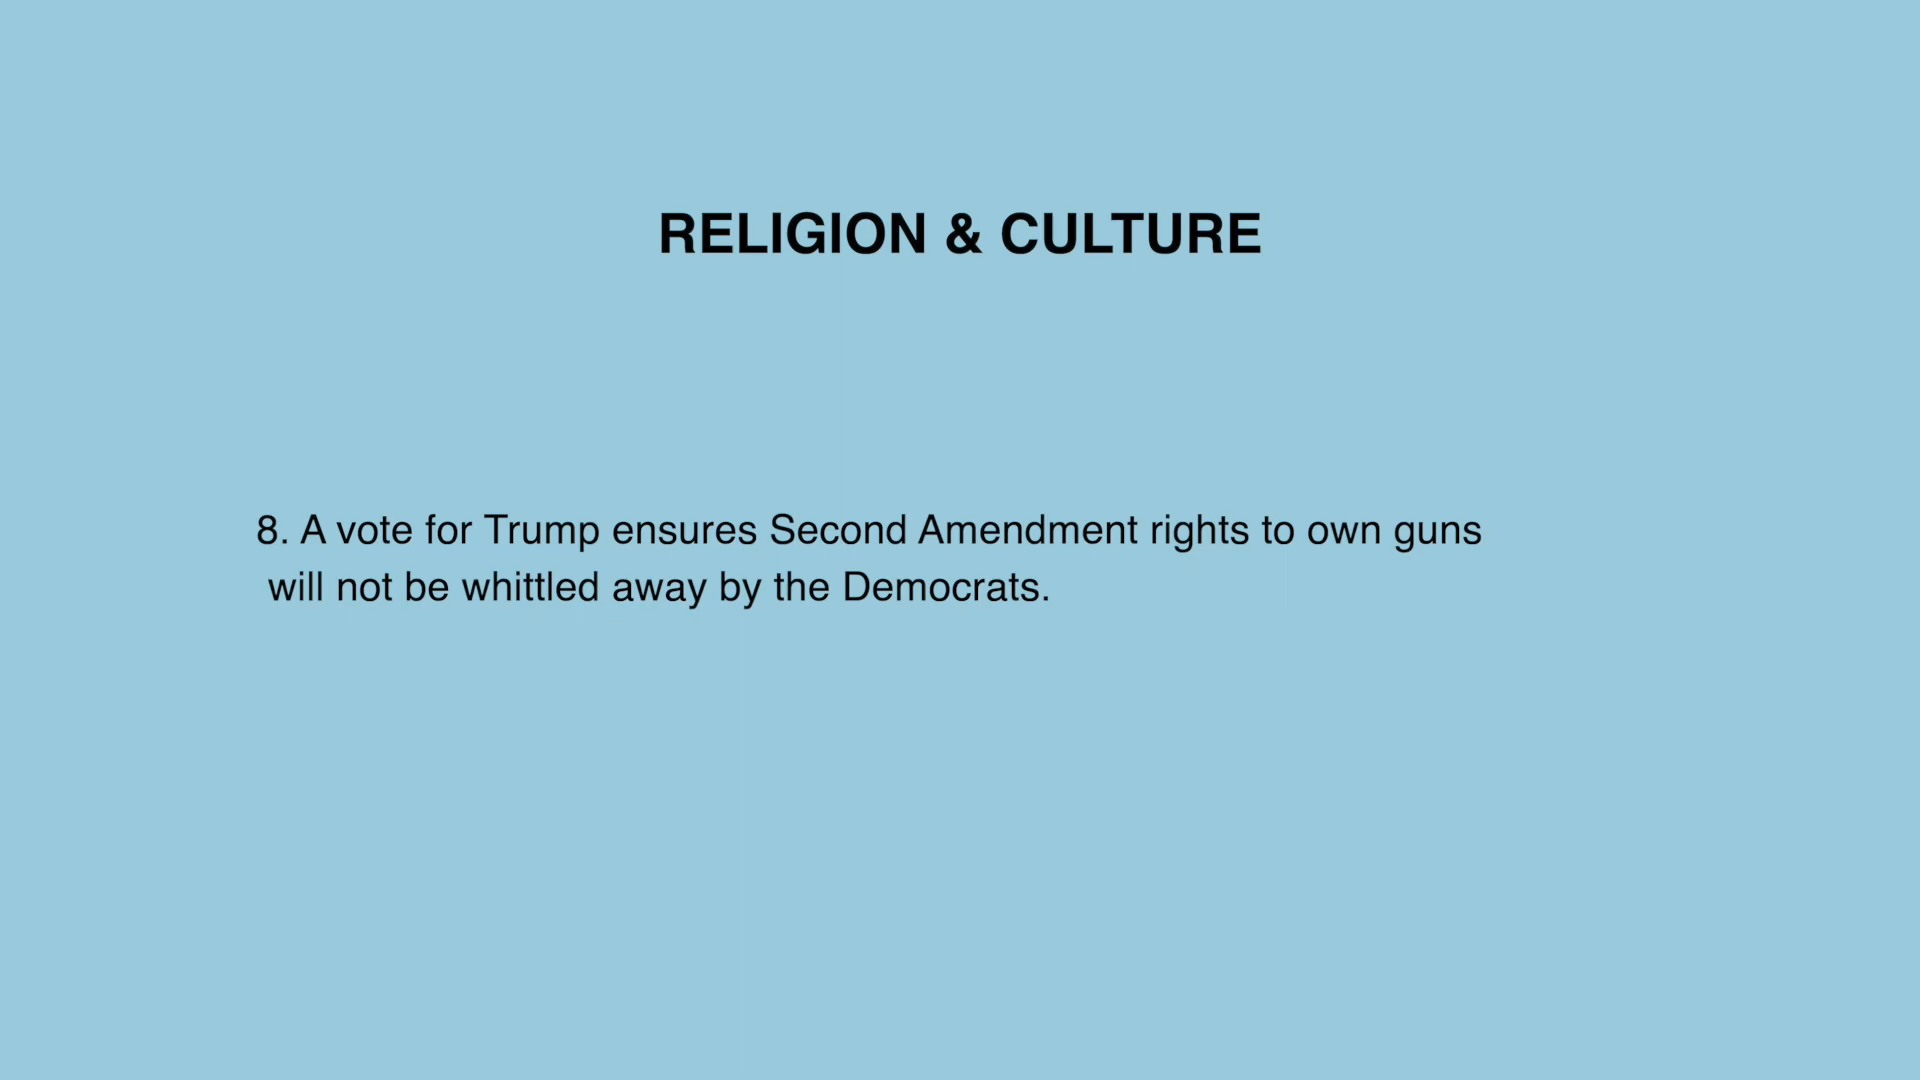 RELIGION & CULTURE
8. A vote for Trump ensures Second Amendment rights to own guns
will not be whittled away by the Democrats.